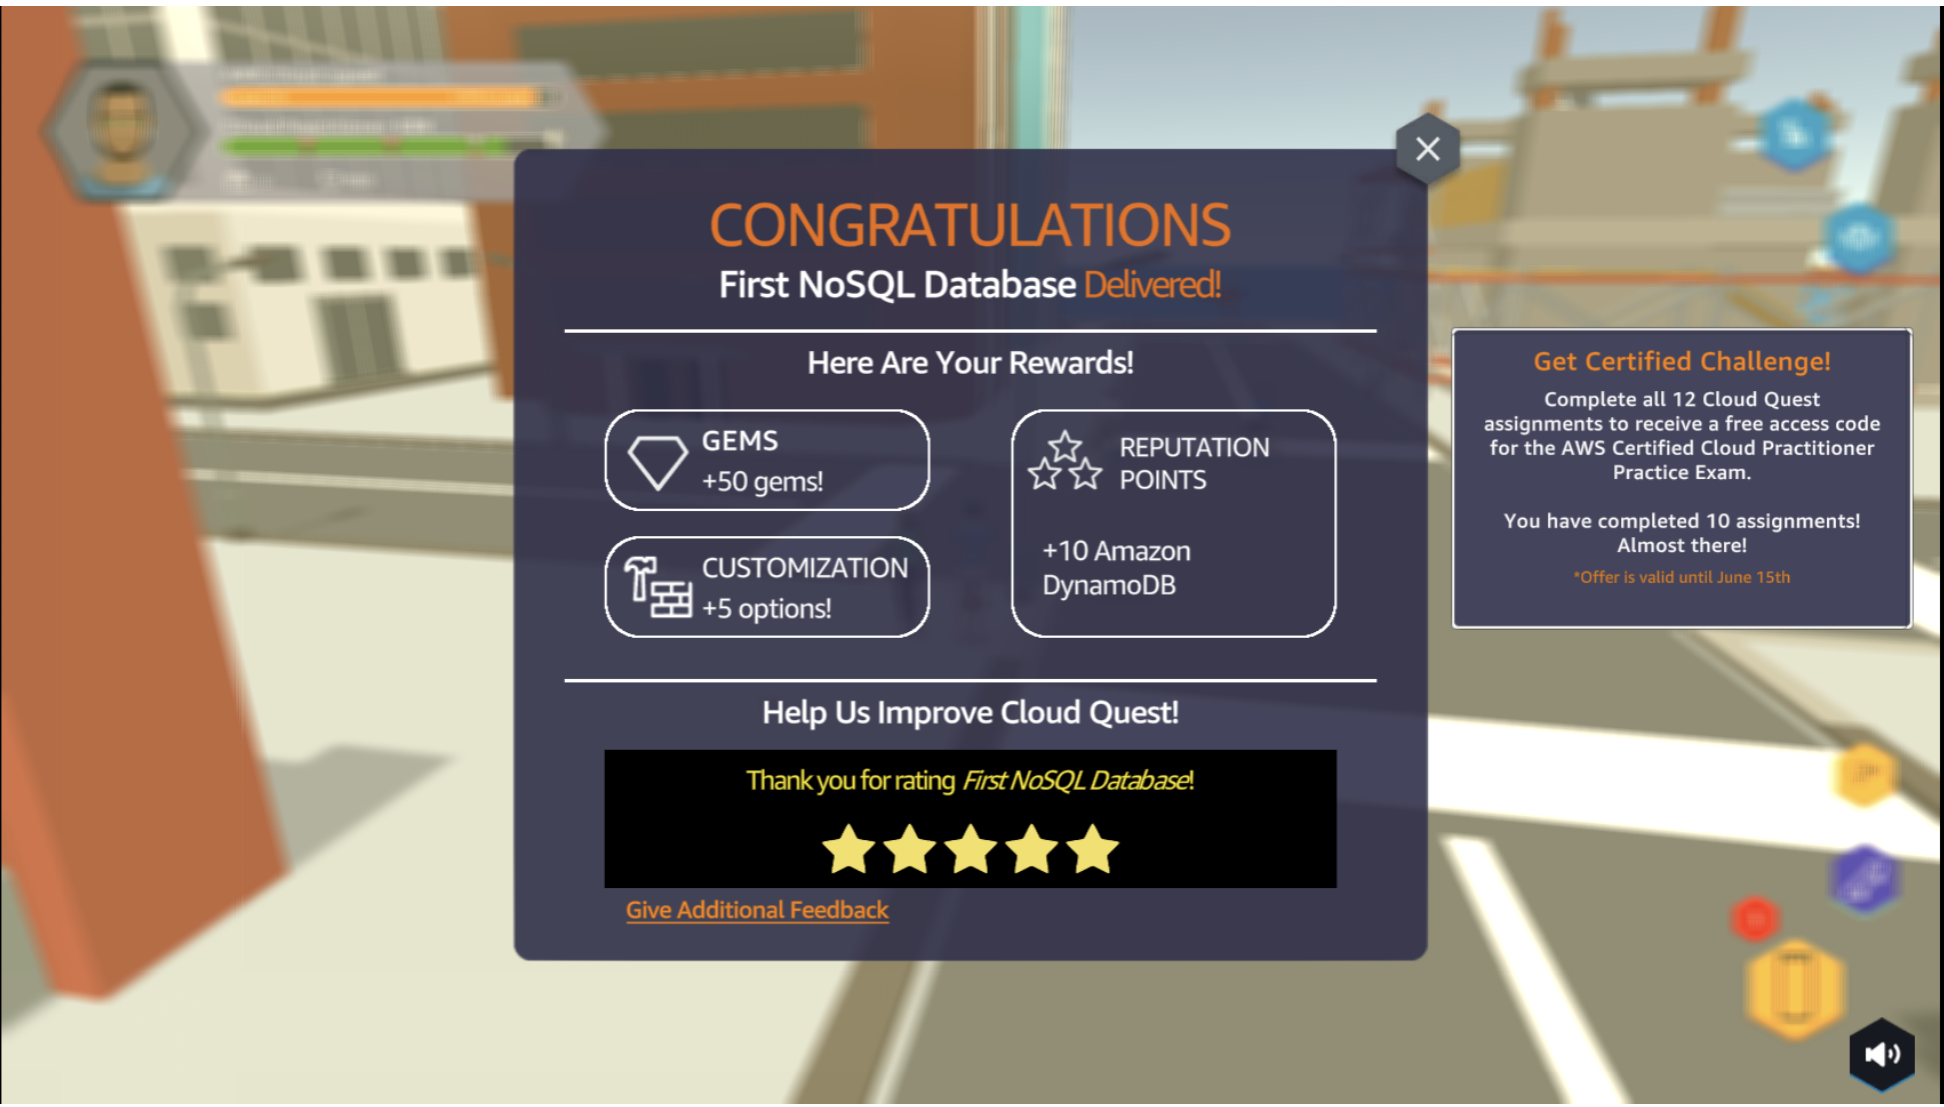 CONGRATULATIONS
First NoSQL Database Delivered!
Here Are Your Rewards!
GEMS
+50 gems!
CUSTOMIZATION
+5 options!
REPUTATION
POINTS
+10 Amazon
DynamoDB
Help Us Improve Cloud Quest!
Thank you for rating First NoSQL Database!
Give Additional Feedback
Get Certified Challenge!
Complete all 12 Cloud Quest
assignments to receive a free access code
for the AWS Certified Cloud Practitioner
Practice Exam.
You have completed 10 assignments!
Almost there!
*Offer is valid until June 15th